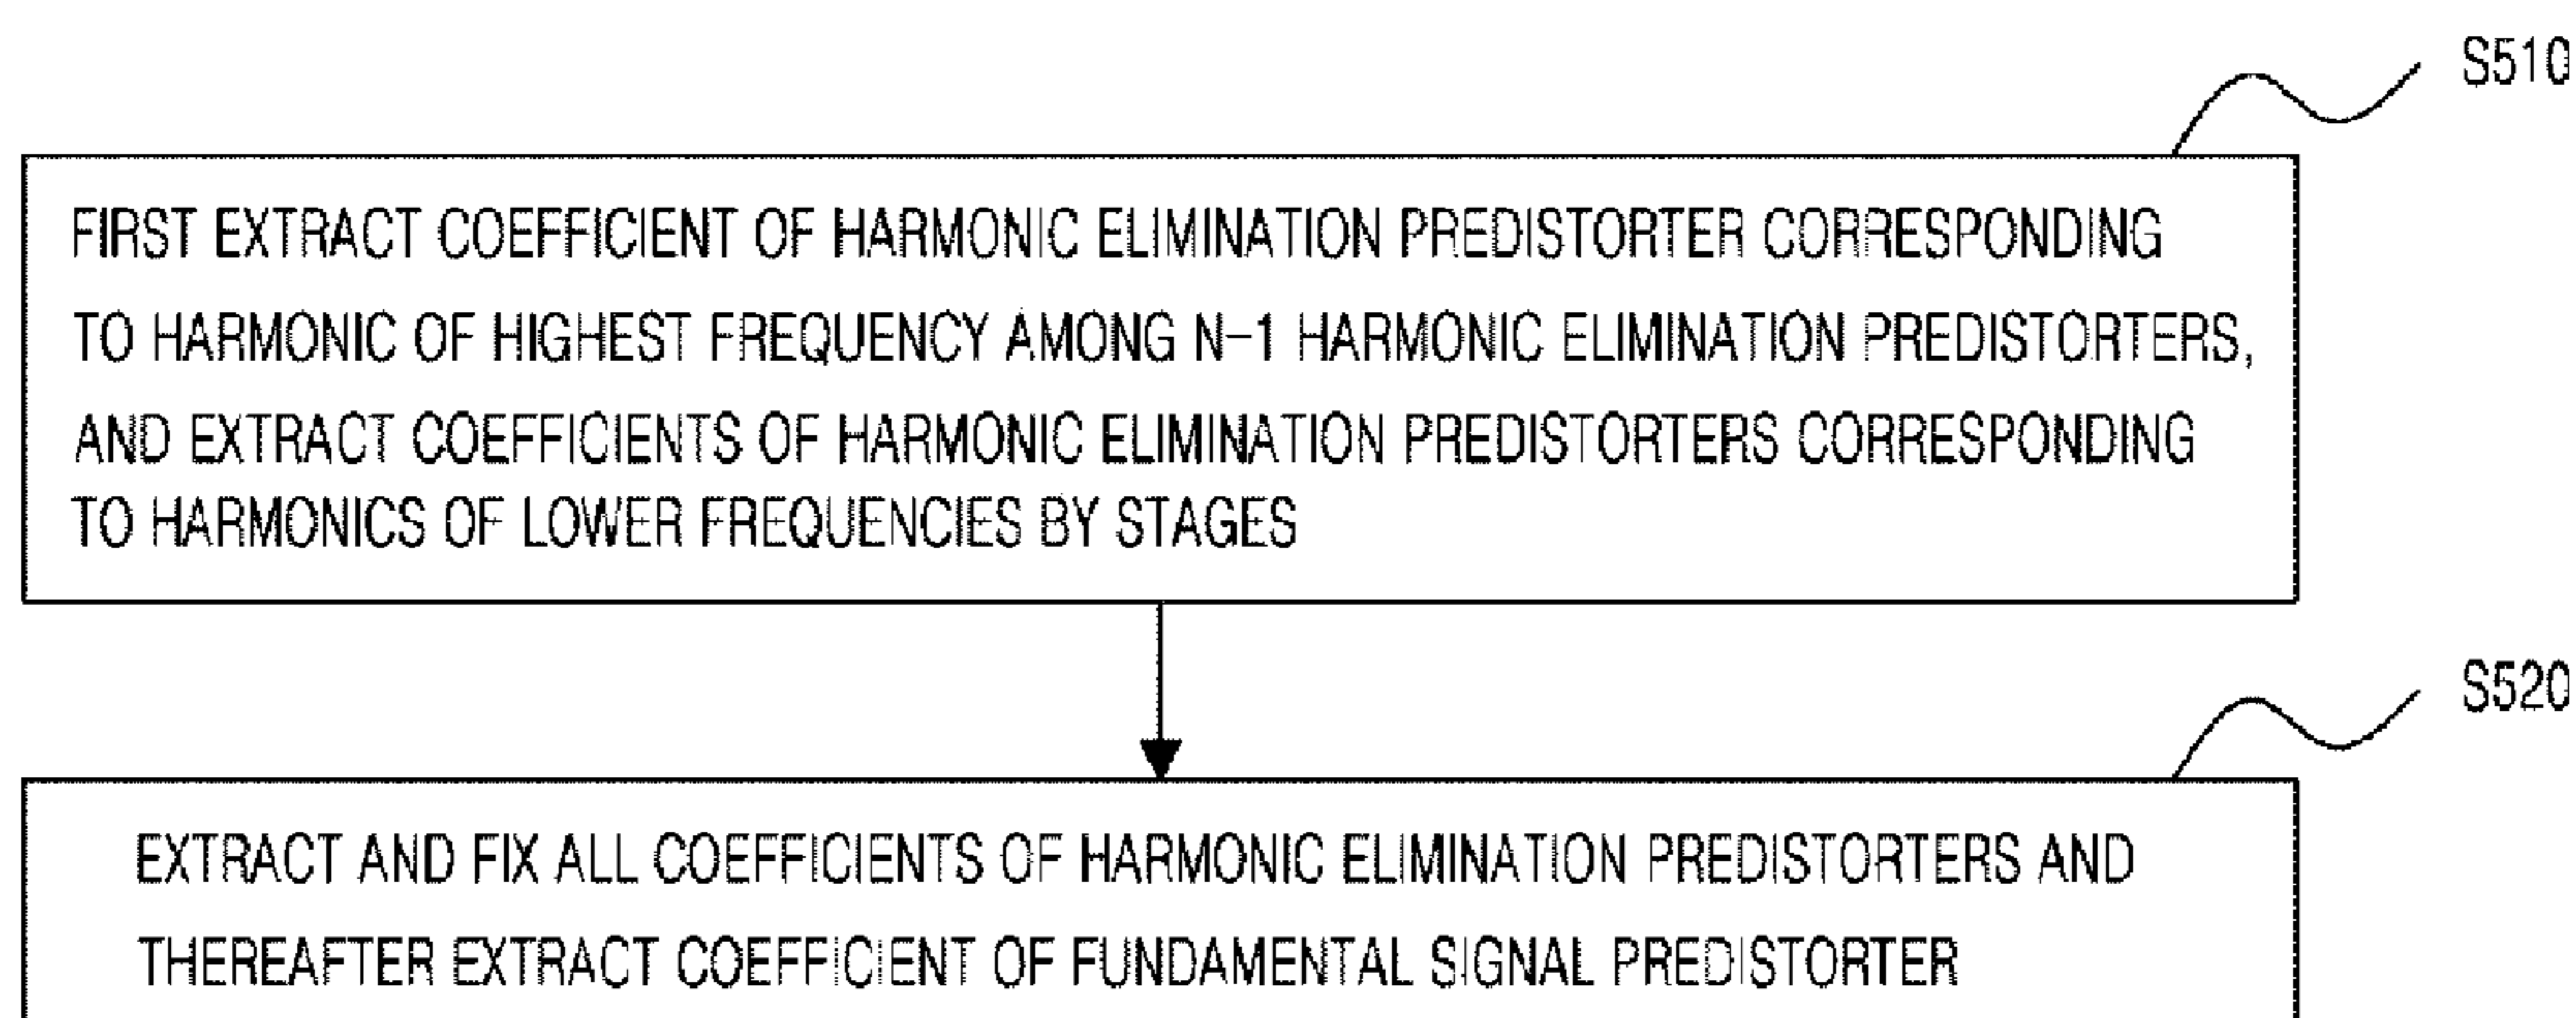 S510
FIRST EXTRACT COEFFICIENT OF HARMONIC ELIMINATION PREDISTORTER CORRESPONDING
TO HARMONIC OF HIGHEST FREQUENCY AMONG N-1 HARMONIC ELIMINATION PREDISTORTERS,
AND EXTRACT COEFFICIENTS OF HARMONIC ELIMINATION PREDISTORTERS CORRESPONDING
TO HARMONICS OF LOWER FREQUENCIES BY STAGES
S520
EXTRACT AND FIX ALL COEFFICIENTS OF HARMONIC ELIMINATION PREDISTORTERS AND
THEREAFTER EXTRACT COEFFICIENT OF FUNDAMENTAL SIGNAL PREDISTORTER